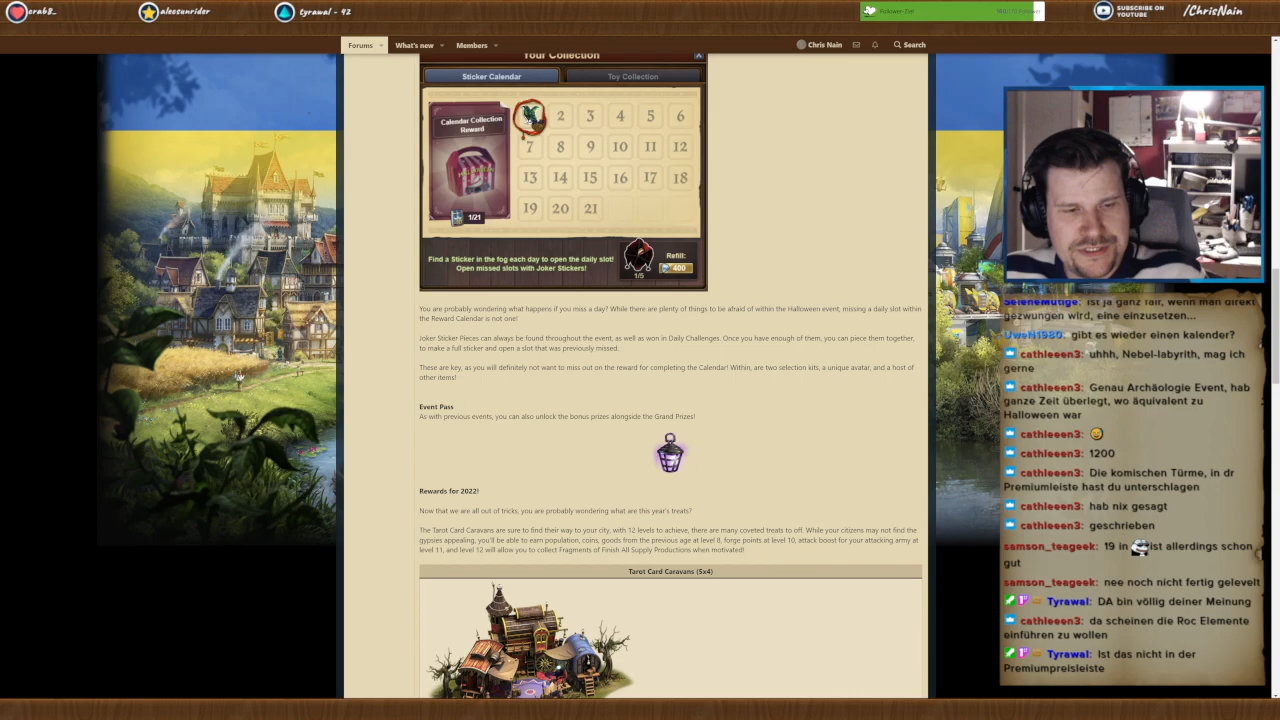 aleosunrider
tyrawal - 42
Follower-Ziel
SUBSCRIBE ON
YOUTUBE
/ChrisNain
Forums
What's new
Members
Chris Nain
Search
Your Collection
Sticker Calendar
Toy Collection
Calendar Collection
Reward
1/21
2 3 4 5 6
7 8 9 10 11 12
13 14 15 16 17 18
19 20 21
Find a Sticker in the fog each day to open the daily slot!
Open missed slots with Joker Stickers!
1/5
Refill:
400
You are probably wondering what happens if you miss a day? While there are plenty of things to be afraid of within the Halloween event, missing a daily slot within
the Reward Calendar is not one!
Joker Sticker Pieces can always be found throughout the event, as well as won in Daily Challenges. Once you have enough of them, you can piece them together,
to make a full sticker and open a slot that was previously missed.
These are key, as you will definitely not want to miss out on the reward for completing the Calendar! Within, are two selection kits, a unique avatar, and a host of
other items!
Event Pass
As with previous events, you can also unlock the bonus prizes alongside the Grand Prizes!
Rewards for 2022!
Now that we are all out of tricks, you are probably wondering what are this year's treats?
The Tarot Card Caravans are sure to find their way to your city, with 12 levels to achieve, there are many coveted treats to off. While your citizens may not find the
gypsies appealing, you'll be able to earn population, coins, goods from the previous age at level 8, forge points at level 10, attack boost for your attacking army at
level 11, and level 12 will allow you to collect Fragments of Finish All Supply Productions when motivated!
Tarot Card Caravans (5x4)
SeleneMutige: ist ja ganz fair, wenn man direkt
gezwungen wird, eine einzusetzen...
UweN1980: gibt es wieder einen kalender?
cathleeen3: uhhh, Nebel-labyrith, mag ich
gerne
cathleeen3: Genau Archäologie Event, hab
ganze Zeit überlegt, wo äquivalent zu
Halloween war
cathleeen3:
cathleeen3: 1200
cathleeen3: Die komischen Türme, in dr
Premiumleiste hast du unterschlagen
cathleeen3: hab nix gesagt
cathleeen3: geschrieben
samson_teageek: 19 in ist allerdings schon
gut
samson_teageek: nee noch nicht fertig gelevelt
Tyrawal: DA bin völlig deiner Meinung
cathleeen3: da scheinen die Roc Elemente
einführen zu wollen
Tyrawal: Ist das nicht in der
Premiumpreisleiste